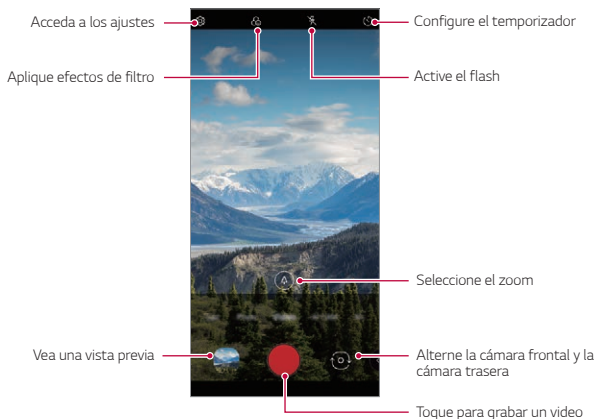 Acceda a los ajustes
Configure el temporizador
Aplique efectos de filtro
Active el flash
Seleccione el zoom
Vea una vista previa
Alterne la cámara frontal y la
cámara trasera
Toque para grabar un video